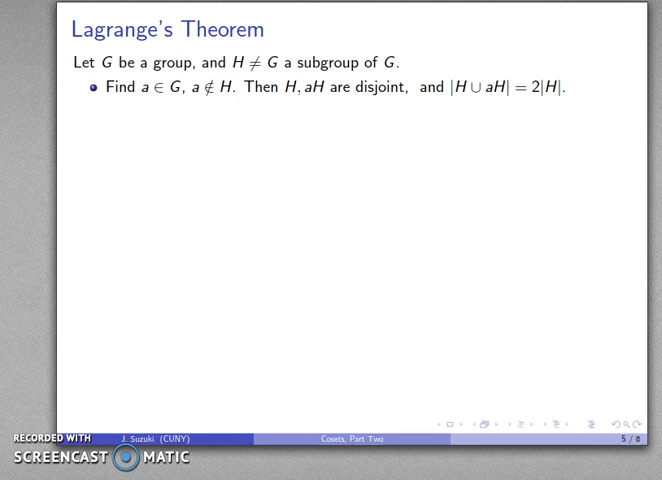 Lagrange's Theorem
Let G be a group, and H ≠ G a subgroup of G.
Find a ∈ G, a ∉ H. Then H, aH are disjoint, and |H ∪ aH| = 2|H|.
RECORDED WITH
J. Suzuki (CUNY)
Cosets, Part Two
5 / 8
SCREENCAST MATIC